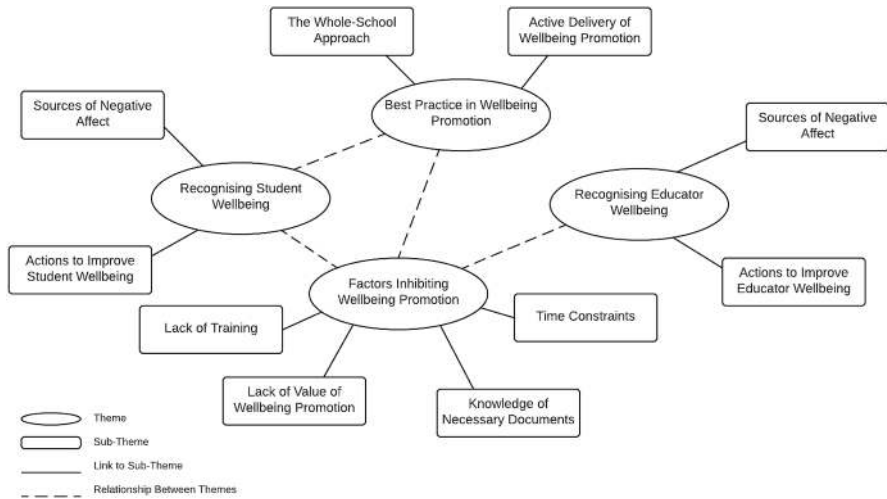 The Whole-School
Approach
Active Delivery of
Wellbeing Promotion
Best Practice in Wellbeing
Promotion
Sources of Negative
Affect
Sources of Negative
Affect
Recognising Student
Wellbeing
Recognising Educator
Wellbeing
Actions to Improve
Student Wellbeing
Actions to Improve
Educator Wellbeing
Factors Inhibiting
Wellbeing Promotion
Lack of Training
Time Constraints
Lack of Value of
Wellbeing Promotion
Knowledge of
Necessary Documents
Theme
Sub-Theme
Link to Sub-Theme
Relationship Between Themes